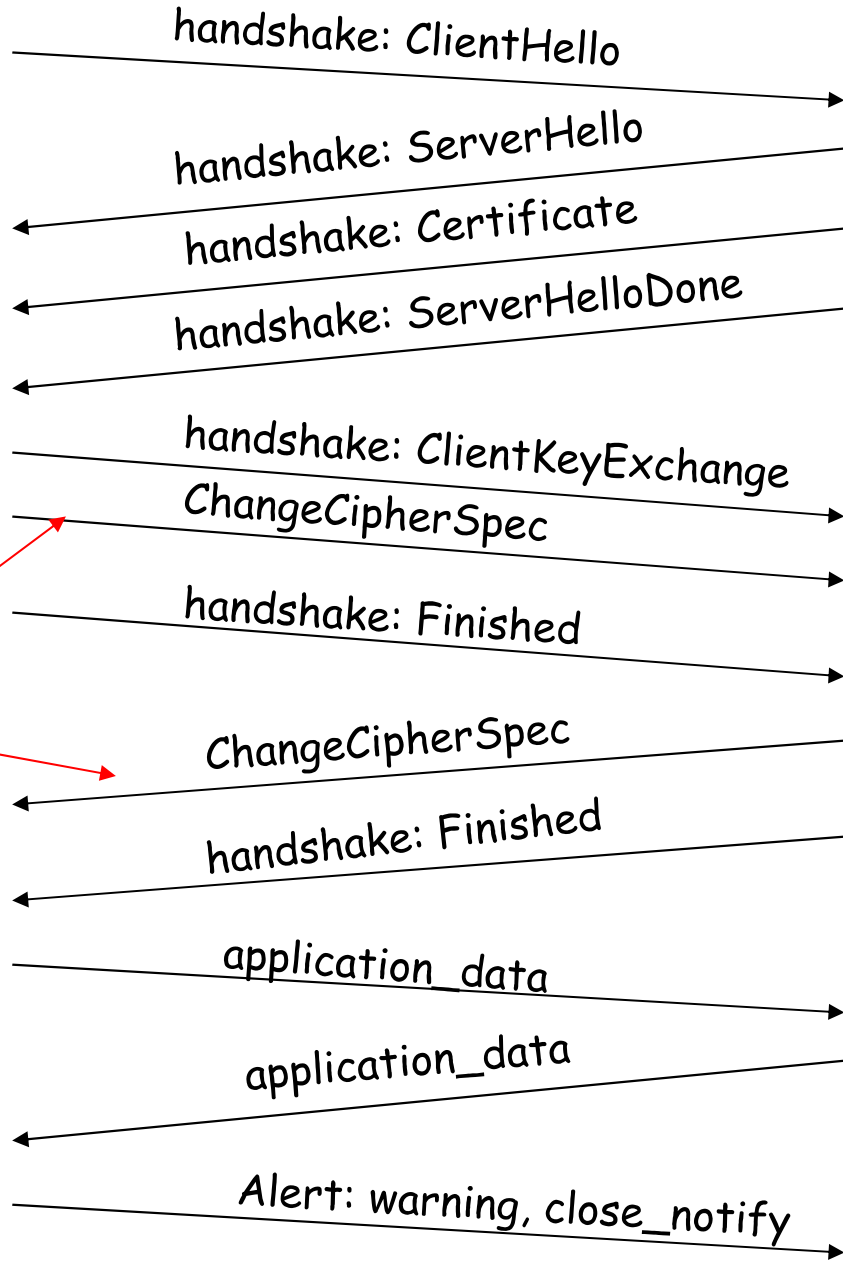 handshake: ClientHello
handshake: ServerHello
handshake: Certificate
handshake: ServerHelloDone
handshake: ClientKeyExchange
ChangeCipherSpec
handshake: Finished
ChangeCipherSpec
handshake: Finished
application_data
application_data
Alert: warning, close_notify